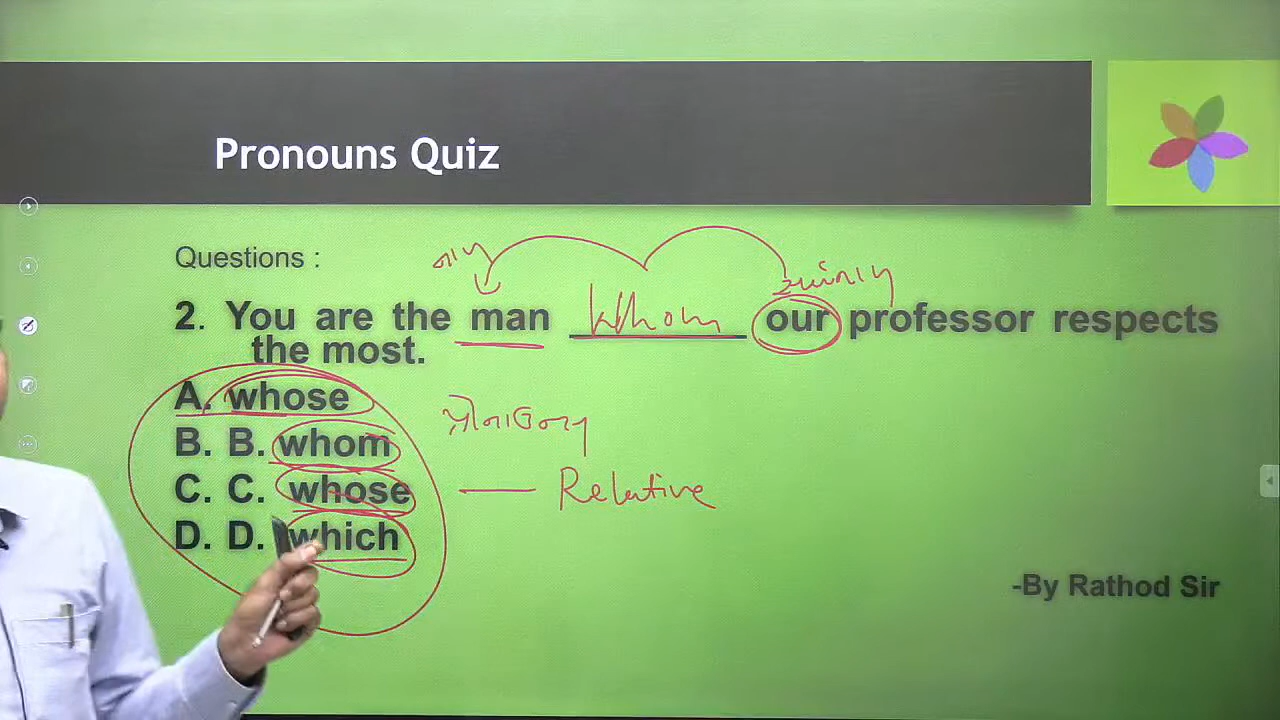 Pronouns Quiz
Questions :
2. You are the man Whom our professor respects
the most.
A. whose
B. B. whom
C. C. whose
Relative
D. D. which
-By Rathod Sir